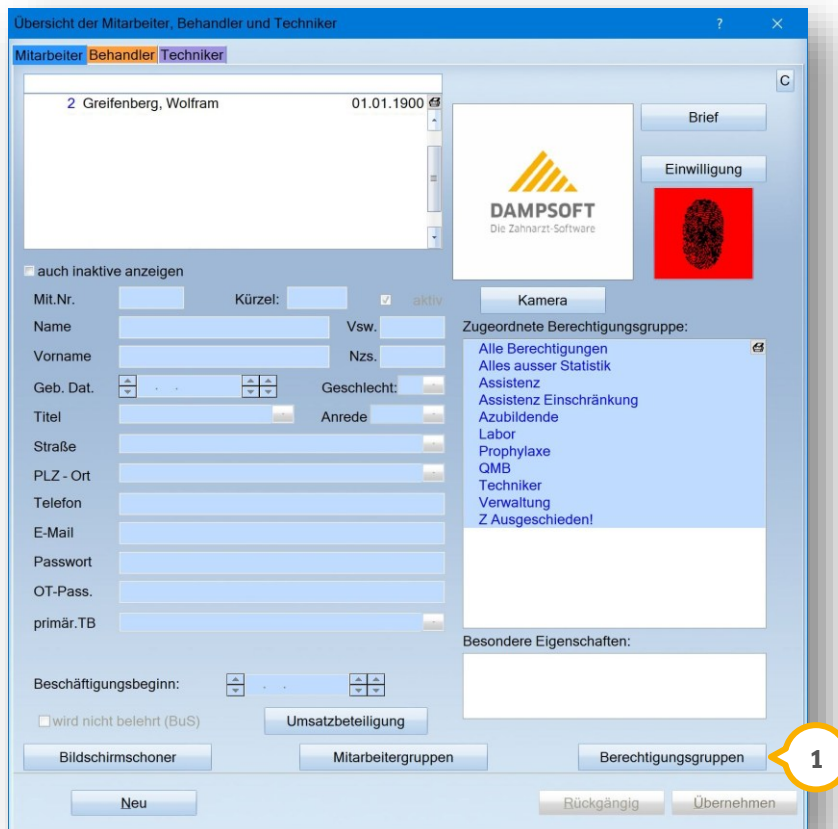 Übersicht der Mitarbeiter, Behandler und Techniker ?
Mitarbeiter Behandler Techniker
C
2 Greifenberg, Wolfram 01.01.1900
Brief
Einwilligung
DAMPSOFT
Die Zahnarzt-Software
auch inaktive anzeigen
Mit.Nr. Kürzel: aktiv
Kamera
Name Vsw.
Zugeordnete Berechtigungsgruppe:
Vorname Nzs.
Alle Berechtigungen
Alles ausser Statistik
Geb. Dat. . . Geschlecht:
Assistenz
Assistenz Einschränkung
Titel Anrede
Azubildende
Labor
Straße
Prophylaxe
PLZ - Ort
QMB
Techniker
Telefon
Verwaltung
Z Ausgeschieden!
E-Mail
Passwort
OT-Pass.
primär.TB
Besondere Eigenschaften:
Beschäftigungsbeginn: . .
wird nicht belehrt (BuS) Umsatzbeteiligung
Bildschirmschoner Mitarbeitergruppen Berechtigungsgruppen 1
Neu Rückgängig Übernehmen